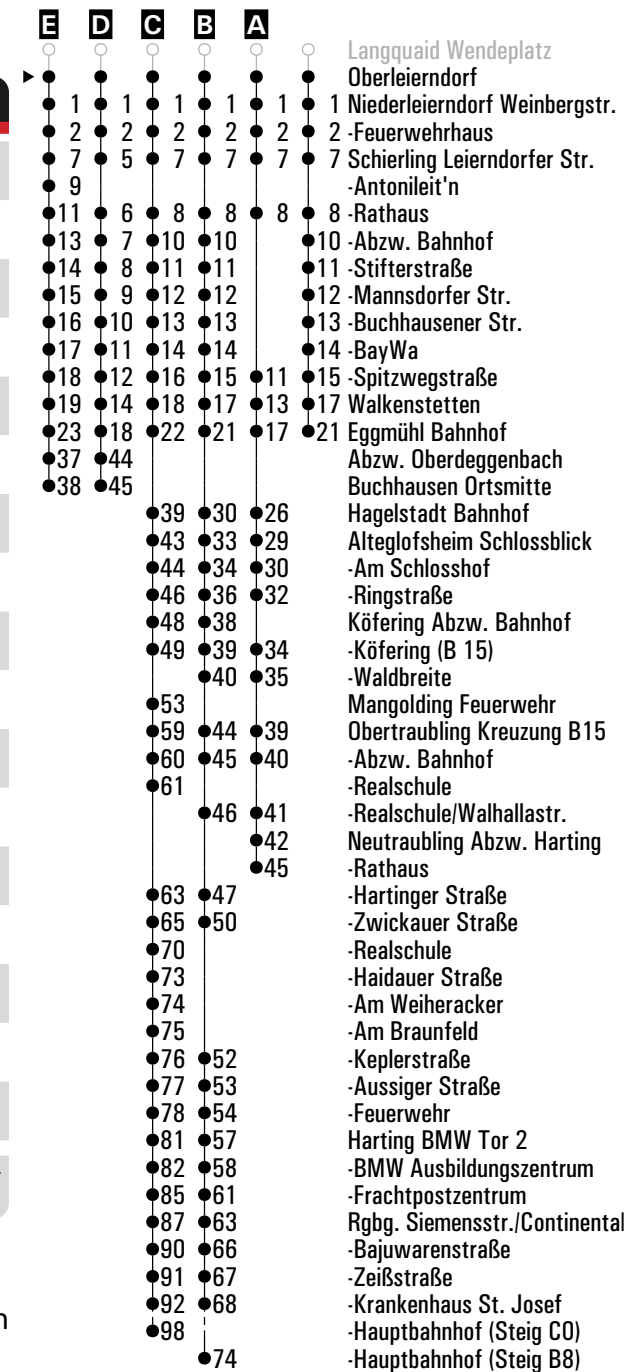 E D C B A
Langquaid Wendeplatz
Oberleierndorf
1 1 1 1 1 1 Niederleierndorf Weinbergstr.
2 2 2 2 2 2 -Feuerwehrhaus
7 5 7 7 7 7 Schierling Leierndorfer Str.
9 -Antonileit'n
11 6 8 8 8 8 -Rathaus
13 7 10 10 10 -Abzw. Bahnhof
14 8 11 11 11 -Stifterstraße
15 9 12 12 12 -Mannsdorfer Str.
16 10 13 13 13 -Buchhausener Str.
17 11 14 14 14 -BayWa
18 12 16 15 11 15 -Spitzwegstraße
19 14 18 17 13 17 Walkenstetten
23 18 22 21 17 21 Eggmühl Bahnhof
37 44 Abzw. Oberdeggenbach
38 45 Buchhausen Ortsmitte
39 30 26 Hagelstadt Bahnhof
43 33 29 Alteglofsheim Schlossblick
44 34 30 -Am Schlosshof
46 36 32 -Ringstraße
48 38 Köfering Abzw. Bahnhof
49 39 34 -Köfering (B 15)
40 35 -Waldbreite
53 Mangolding Feuerwehr
59 44 39 Obertraubling Kreuzung B15
60 45 40 -Abzw. Bahnhof
61 -Realschule
46 41 -Realschule/Walhallastr.
42 Neutraubling Abzw. Harting
45 -Rathaus
63 47 -Hartinger Straße
65 50 -Zwickauer Straße
70 -Realschule
73 -Haidauer Straße
74 -Am Weiheracker
75 -Am Braunfeld
76 52 -Keplerstraße
77 53 -Aussiger Straße
78 54 -Feuerwehr
81 57 Harting BMW Tor 2
82 58 -BMW Ausbildungszentrum
85 61 -Frachtpostzentrum
87 63 Rgbg. Siemensstr./Continental
90 66 -Bajuwarenstraße
91 67 -Zeißstraße
92 68 -Krankenhaus St. Josef
98 -Hauptbahnhof (Steig C0)
74 -Hauptbahnhof (Steig B8)